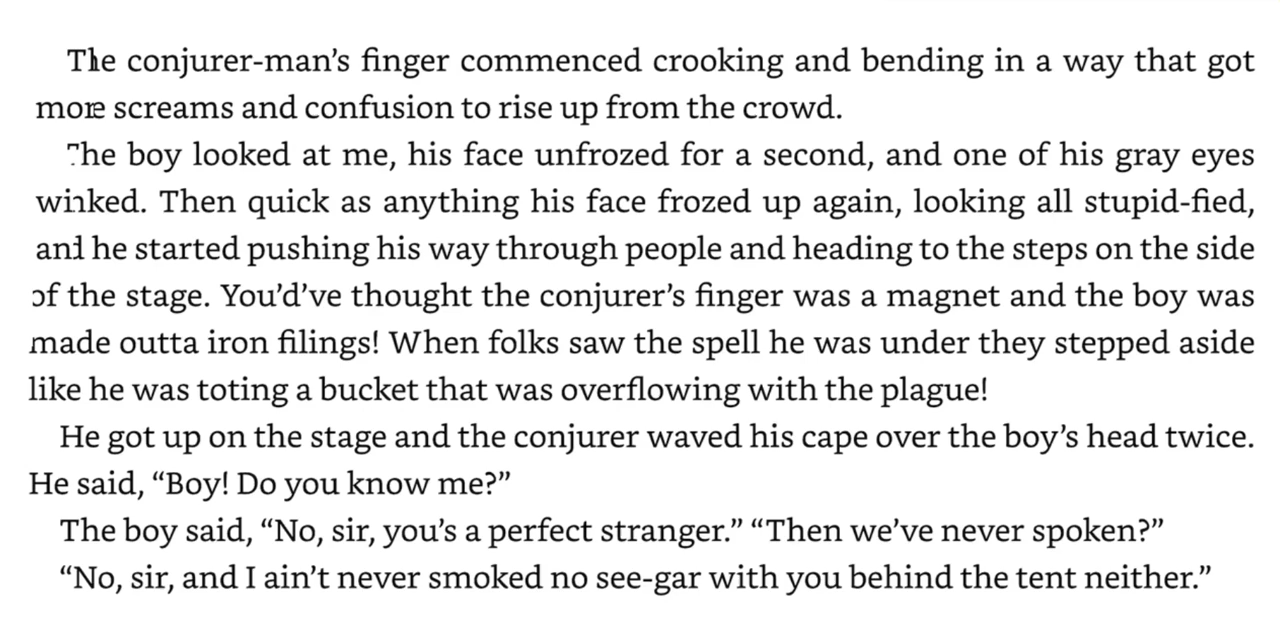 The conjurer-man’s finger commenced crooking and bending in a way that got
more screams and confusion to rise up from the crowd.
The boy looked at me, his face unfrozed for a second, and one of his gray eyes
winked. Then quick as anything his face frozed up again, looking all stupid-fied,
and he started pushing his way through people and heading to the steps on the side
of the stage. You’d’ve thought the conjurer’s finger was a magnet and the boy was
made outta iron filings! When folks saw the spell he was under they stepped aside
like he was toting a bucket that was overflowing with the plague!
He got up on the stage and the conjurer waved his cape over the boy’s head twice.
He said, “Boy! Do you know me?”
The boy said, “No, sir, you’s a perfect stranger.” “Then we’ve never spoken?”
“No, sir, and I ain’t never smoked no see-gar with you behind the tent neither.”